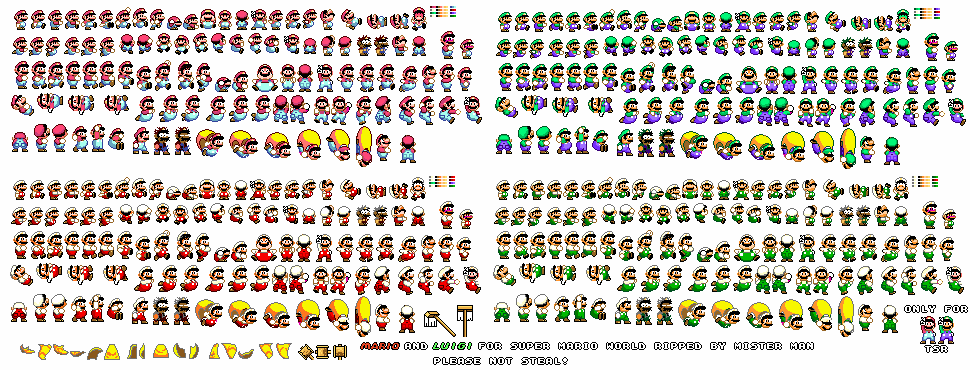 ONLY FOR
TSR
MARIO AND LUIGI FOR SUPER MARIO WORLD RIPPED BY MISTER MAN
PLEASE NOT STEAL!